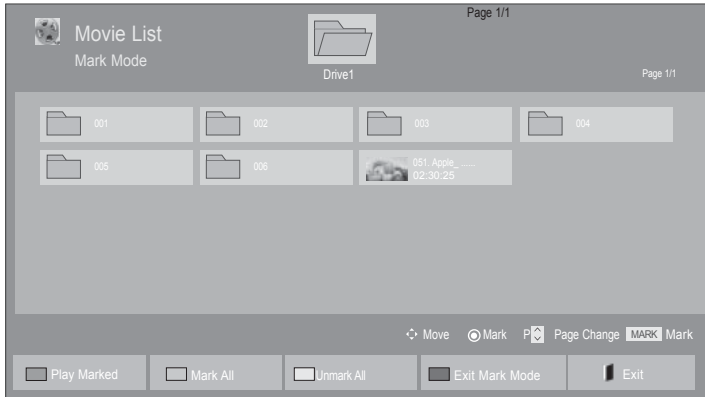 Page 1/1
Movie List
Mark Mode
Drive1
Page 1/1
001
002
003
004
005
006
051. Apple_ ......
02:30:25
Move
Mark
P
Page Change
MARK
Mark
Play Marked
Mark All
Unmark All
Exit Mark Mode
Exit